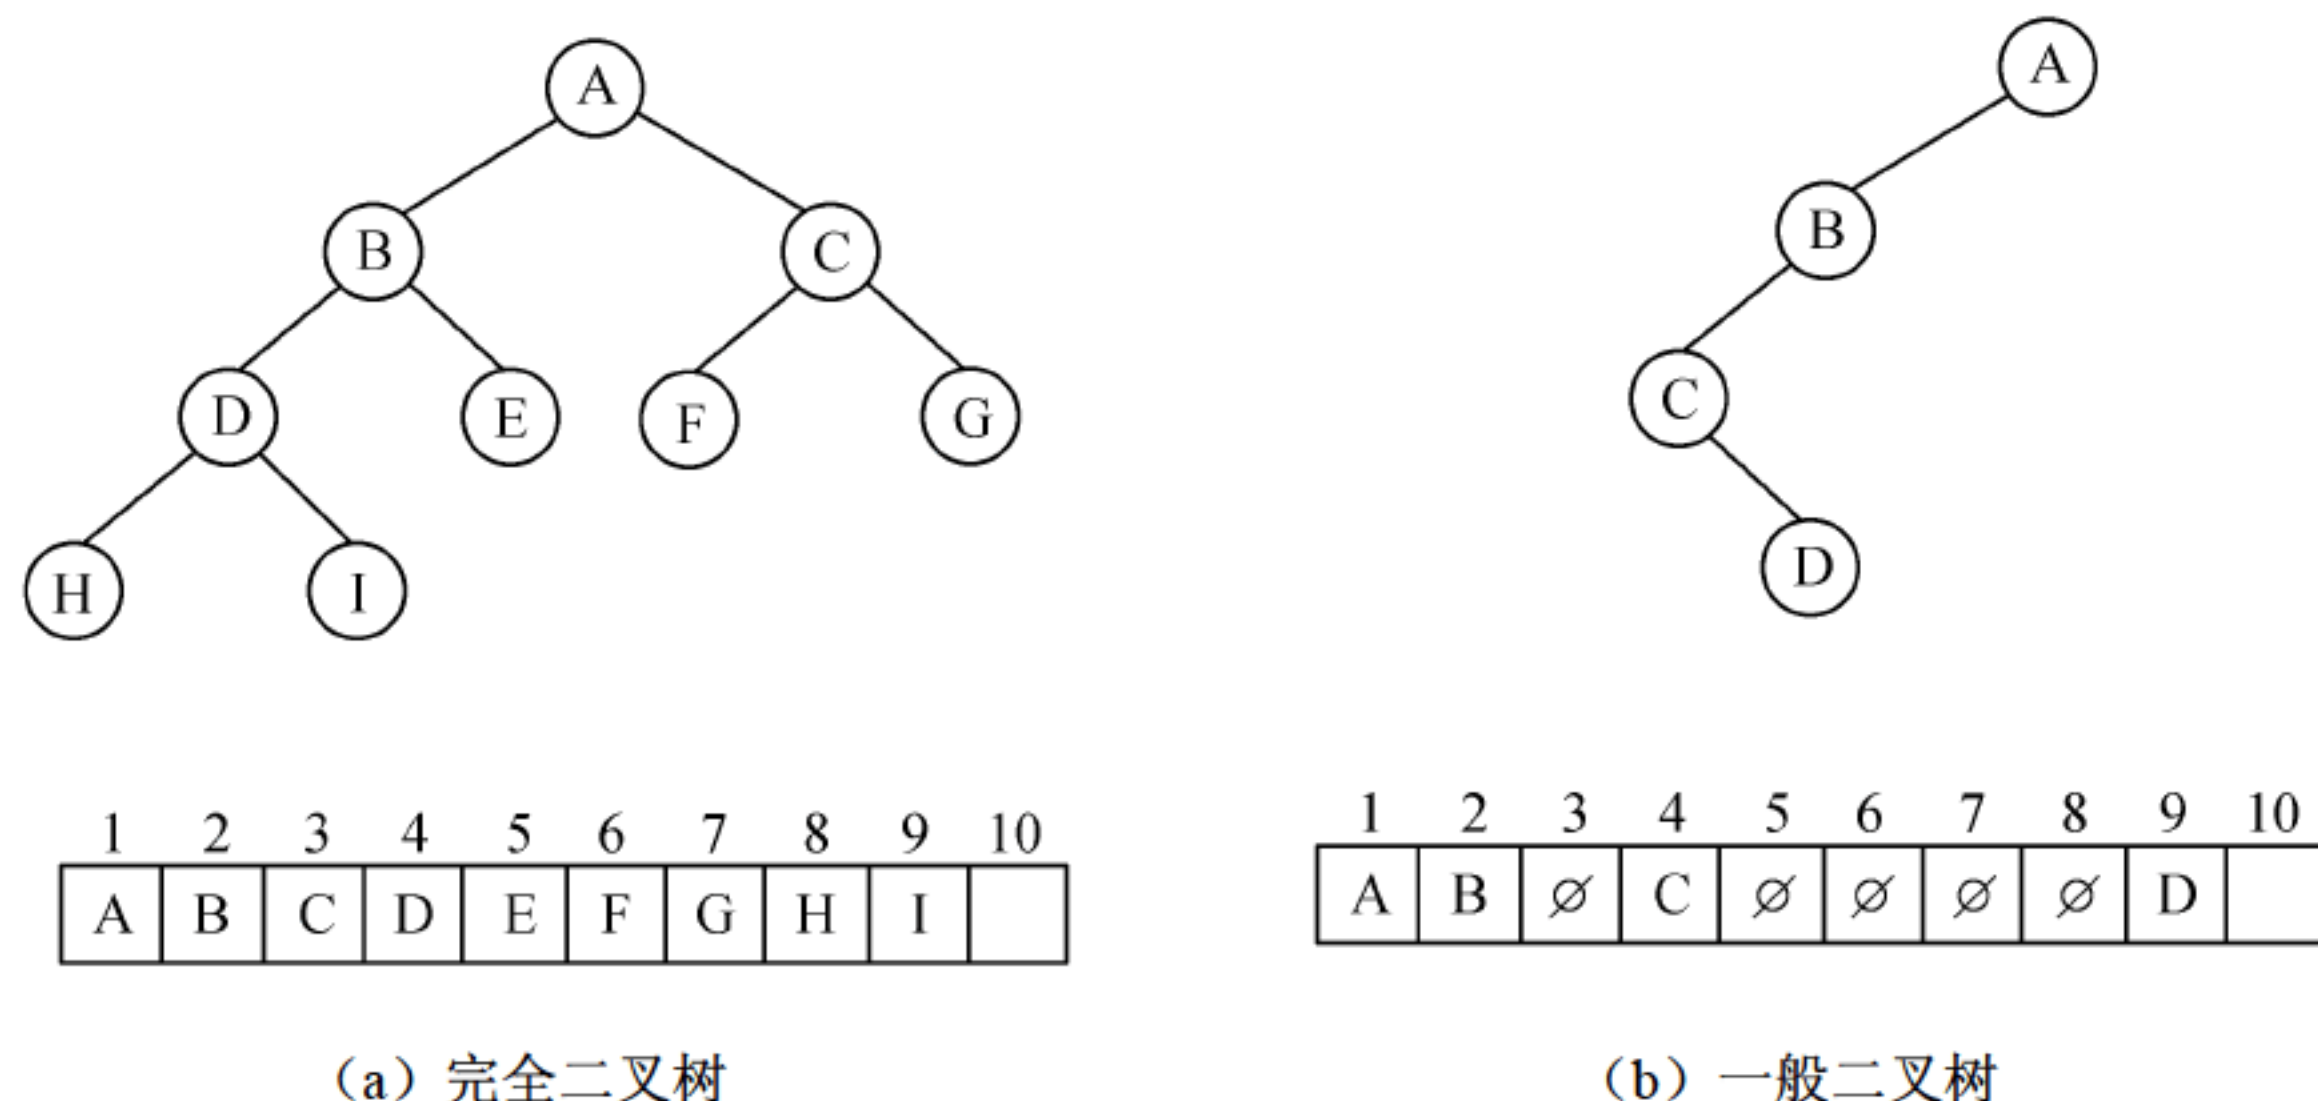 A
B C
D E F G
H I
1 2 3 4 5 6 7 8 9 10
A B C D E F G H I
（a）完全二叉树
A
B
C
D
1 2 3 4 5 6 7 8 9 10
A B ∅ C ∅ ∅ ∅ ∅ D
（b）一般二叉树